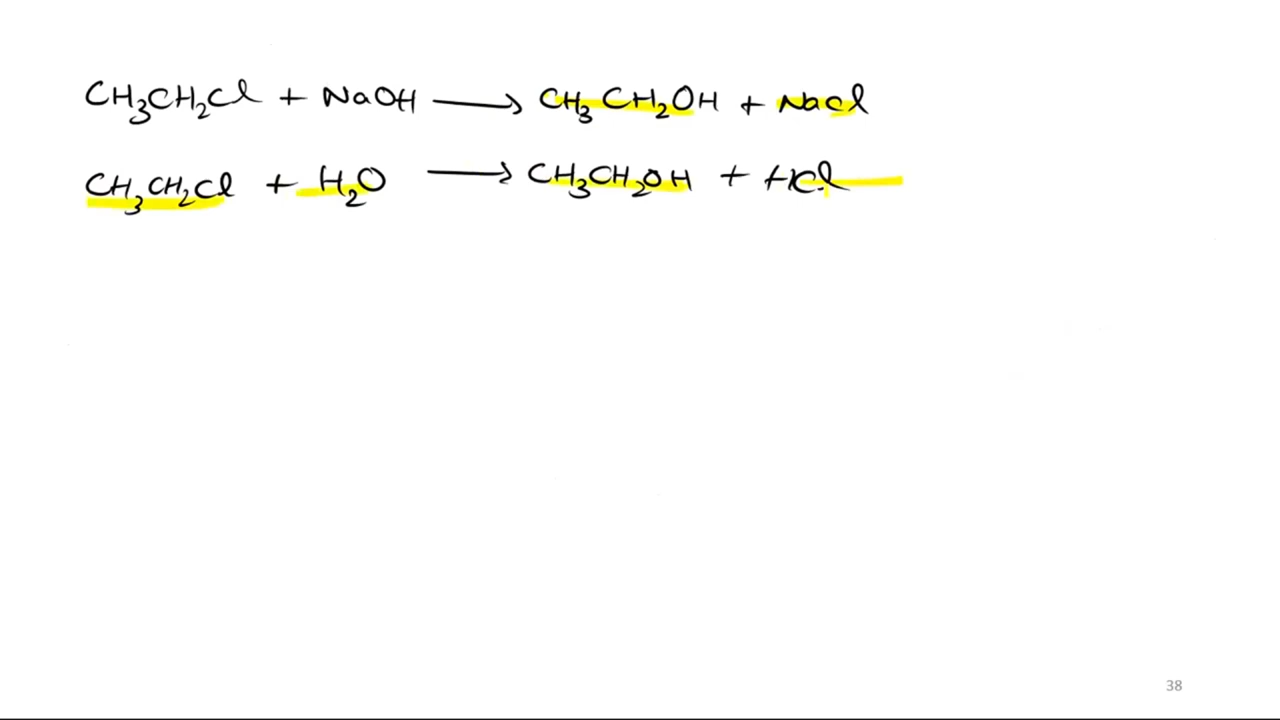 CH₃CH₂Cl + NaOH ⟶ CH₃CH₂OH + NaCl
CH₃CH₂Cl + H₂O ⟶ CH₃CH₂OH + HCl
38